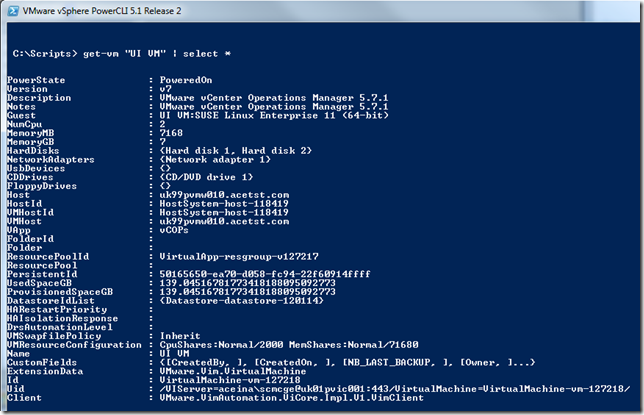 VMware vSphere PowerCLI 5.1 Release 2
C:\Scripts> get-vm "UI VM" | select *
PowerState : PoweredOn
Version : v7
Description : VMware vCenter Operations Manager 5.7.1
Notes : VMware vCenter Operations Manager 5.7.1
Guest : UI VM:SUSE Linux Enterprise 11 (64-bit)
NumCpu : 2
MemoryMB : 7168
MemoryGB : 7
HardDisks : {Hard disk 1, Hard disk 2}
NetworkAdapters : {Network adapter 1}
UsbDevices : {}
CDDrives : {CD/DVD drive 1}
FloppyDrives : {}
Host : uk99pvmw010.acetst.com
HostId : HostSystem-host-118419
VMHostId : HostSystem-host-118419
VMHost : uk99pvmw010.acetst.com
VApp : vCOPs
FolderId :
Folder :
ResourcePoolId : VirtualApp-resgroup-v127217
ResourcePool :
PersistentId : 50165650-ea70-d058-fc94-22f60914ffff
UsedSpaceGB : 139.04516781773418188095092773
ProvisionedSpaceGB : 139.04516781773418188095092773
DatastoreIdList : {Datastore-datastore-120114}
HARestartPriority :
HAIsolationResponse :
DrsAutomationLevel :
VMSwapfilePolicy : Inherit
VMResourceConfiguration : CpuShares:Normal/2000 MemShares:Normal/71680
Name : UI VM
CustomFields : {[CreatedBy, ], [CreatedOn, ], [NB_LAST_BACKUP, ], [Owner, ]...}
ExtensionData : VMware.Vim.VirtualMachine
Id : VirtualMachine-vm-127218
Uid : /VIServer=aceina\scmcge0uk01pvic001:443/VirtualMachine=VirtualMachine-vm-127218/
Client : VMware.VimAutomation.ViCore.Impl.V1.VimClient